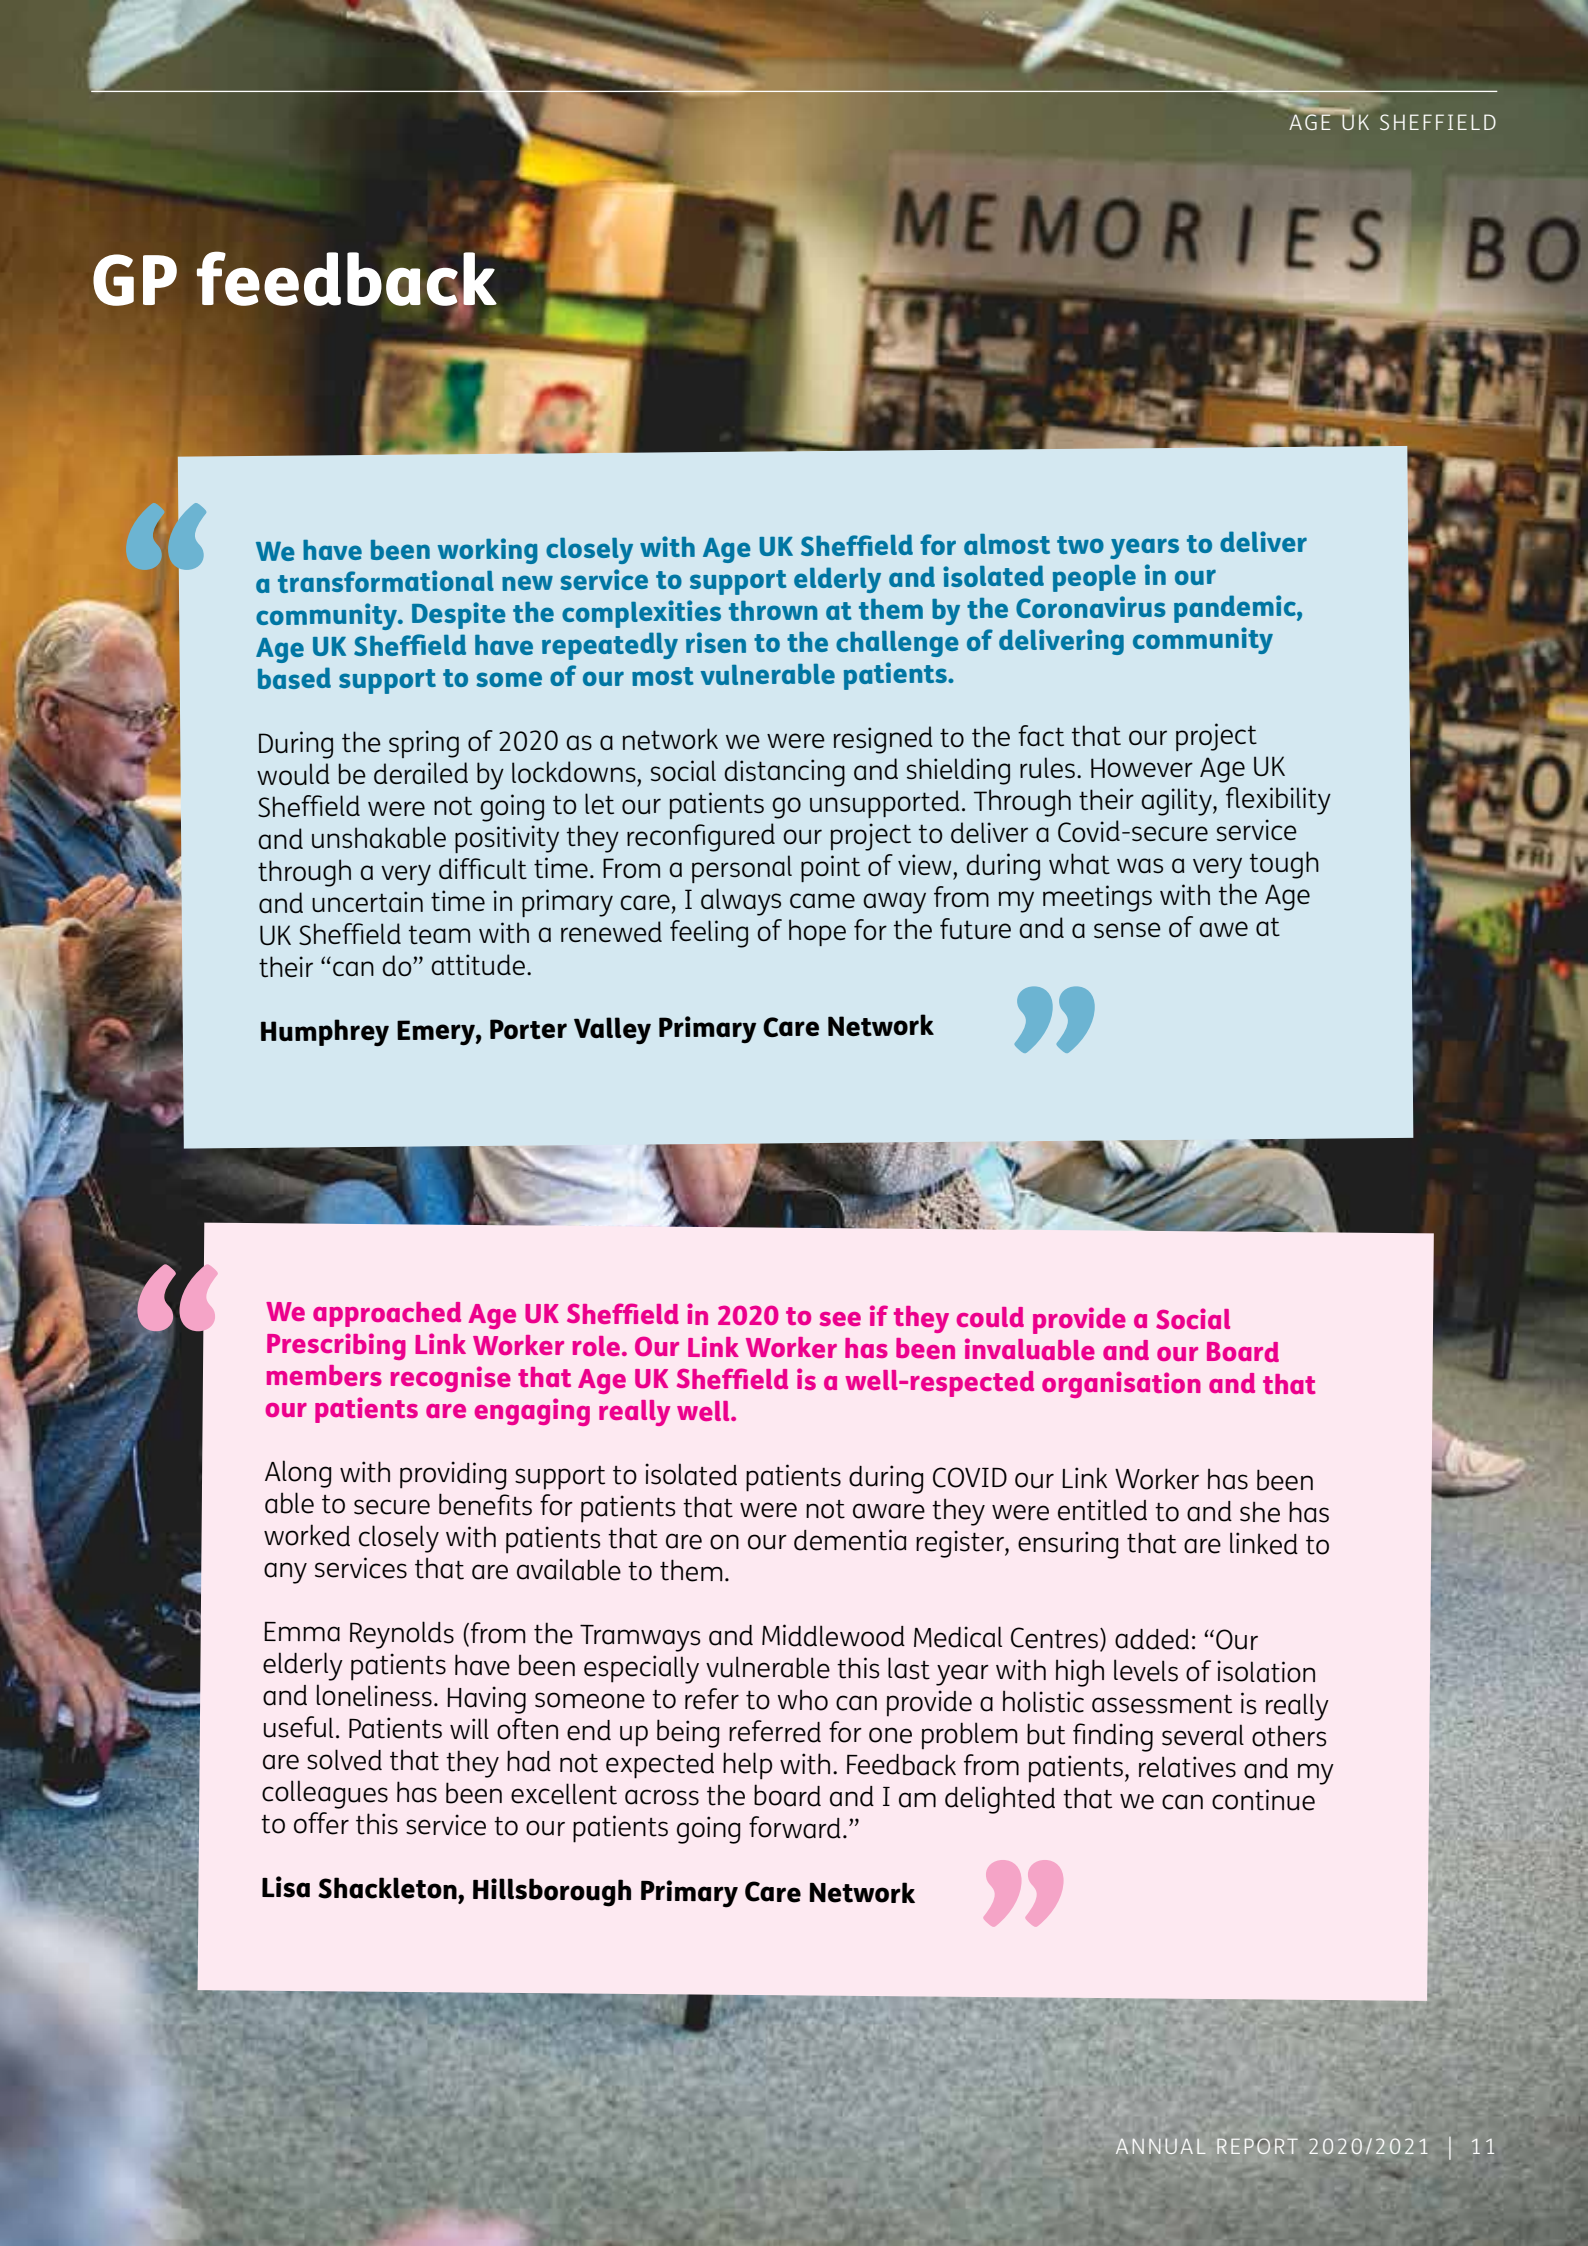 AGE UK SHEFFIELD
MEMORIES BO
GP feedback
“
We have been working closely with Age UK Sheffield for almost two years to deliver
a transformational new service to support elderly and isolated people in our
community. Despite the complexities thrown at them by the Coronavirus pandemic,
Age UK Sheffield have repeatedly risen to the challenge of delivering community
based support to some of our most vulnerable patients.
During the spring of 2020 as a network we were resigned to the fact that our project
would be derailed by lockdowns, social distancing and shielding rules. However Age UK
Sheffield were not going to let our patients go unsupported. Through their agility, flexibility
and unshakable positivity they reconfigured our project to deliver a Covid-secure service
through a very difficult time. From a personal point of view, during what was a very tough
and uncertain time in primary care, I always came away from my meetings with the Age
UK Sheffield team with a renewed feeling of hope for the future and a sense of awe at
their “can do” attitude.
Humphrey Emery, Porter Valley Primary Care Network
”
FRI
“
We approached Age UK Sheffield in 2020 to see if they could provide a Social
Prescribing Link Worker role. Our Link Worker has been invaluable and our Board
members recognise that Age UK Sheffield is a well-respected organisation and that
our patients are engaging really well.
Along with providing support to isolated patients during COVID our Link Worker has been
able to secure benefits for patients that were not aware they were entitled to and she has
worked closely with patients that are on our dementia register, ensuring that are linked to
any services that are available to them.
Emma Reynolds (from the Tramways and Middlewood Medical Centres) added: “Our
elderly patients have been especially vulnerable this last year with high levels of isolation
and loneliness. Having someone to refer to who can provide a holistic assessment is really
useful. Patients will often end up being referred for one problem but finding several others
are solved that they had not expected help with. Feedback from patients, relatives and my
colleagues has been excellent across the board and I am delighted that we can continue
to offer this service to our patients going forward.”
Lisa Shackleton, Hillsborough Primary Care Network
”
ANNUAL REPORT 2020/2021 | 11